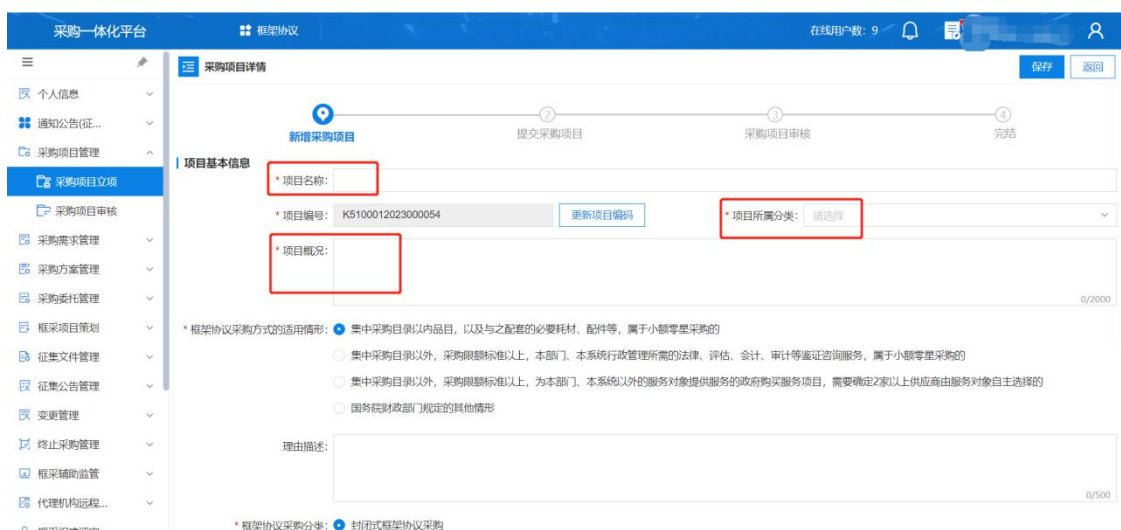 采购一体化平台
框架协议
在线用户数: 9
采购项目详情
保存
返回
个人信息
通知公告(征...
采购项目管理
采购项目立项
采购项目审核
采购需求管理
采购方案管理
采购委托管理
框采项目策划
征集文件管理
征集公告管理
变更管理
终止采购管理
框采辅助监管
代理机构远程...
新增采购项目
2
提交采购项目
3
采购项目审核
4
完结
项目基本信息
* 项目名称:
* 项目编号: K5100012023000054 更新项目编码 * 项目所属分类: 请选择
* 项目概况:
0/2000
* 框架协议采购方式的适用情形: 集中采购目录以内品目，以及与之配套的必要耗材、配件等，属于小额零星采购的
集中采购目录以外，采购限额标准以上，本部门、本系统行政管理所需的法律、评估、会计、审计等鉴证咨询服务，属于小额零星采购的
集中采购目录以外，采购限额标准以上，为本部门、本系统以外的服务对象提供服务的政府购买服务项目，需要确定2家以上供应商由服务对象自主选择的
国务院财政部门规定的其他情形
理由描述:
0/500
* 框架协议采购分类: 封闭式框架协议采购